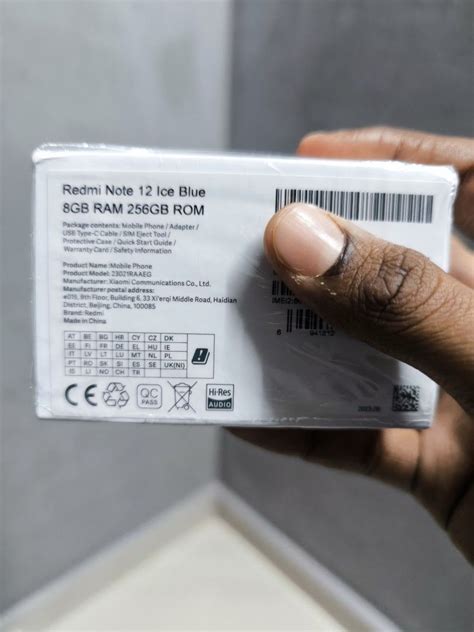 Redmi Note 12 Ice Blue
8GB RAM 256GB ROM
Package contents: Mobile Phone / Adapter /
USB Type-C Cable / SIM Eject Tool /
Protective Case / Quick Start Guide /
Warranty Card / Safety Information
Product Name: Mobile Phone
Product Model: 23021RAAEG
Manufacturer: Xiaomi Communications Co., Ltd.
Manufacturer postal address:
#019, 9th Floor, Building 6, 33 Xi'erqi Middle Road, Haidian
District, Beijing, China, 100085
Brand: Redmi
Made in China
AT BE BG HR CY CZ DK
EE FI FR DE EL HU IE
IT LV LT LU MT NL PL
PT RO SK SI ES SE UK(NI)
IS LI NO CH TR
CE
QC
PASS
Hi-Res
AUDIO
IMEI2:
6